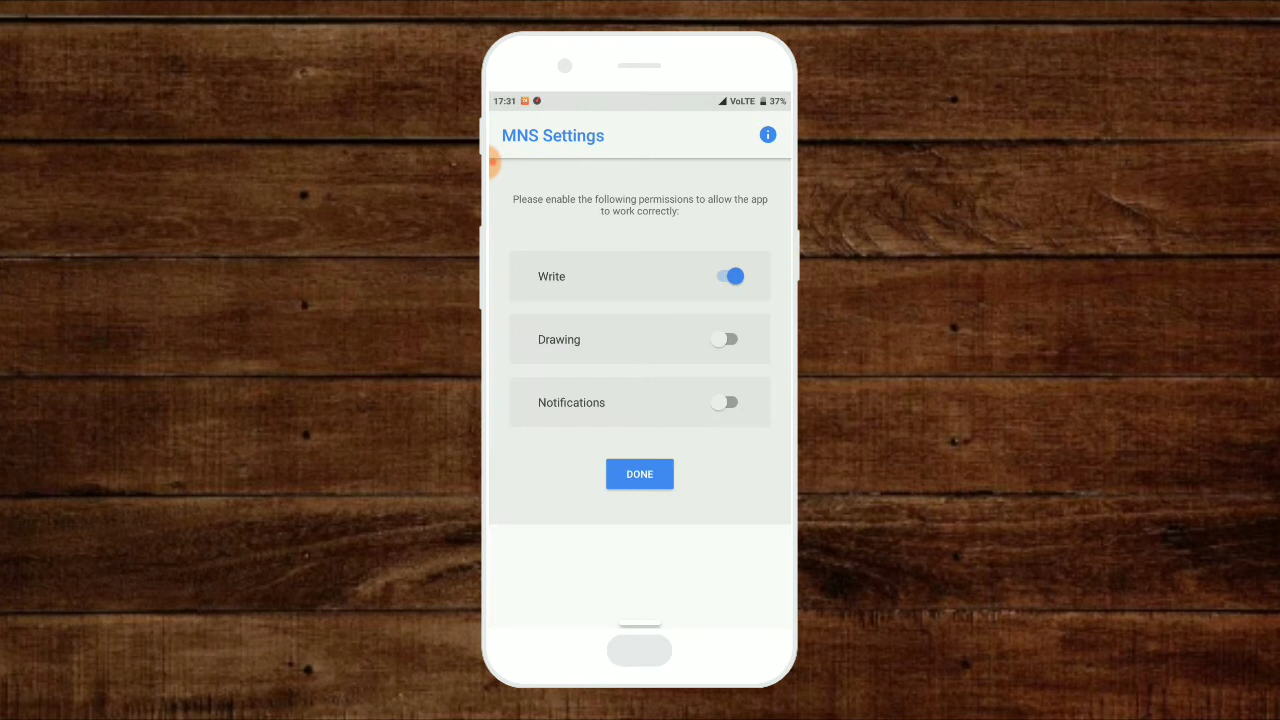 17:31 VoLTE 37%
MNS Settings
Please enable the following permissions to allow the app
to work correctly:
Write
Drawing
Notifications
DONE